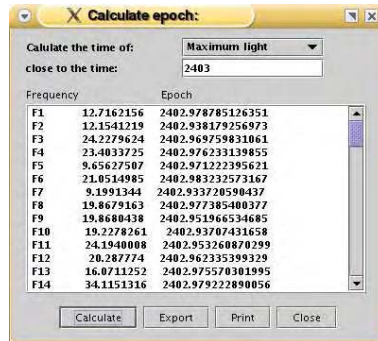 Calculate epoch:
Calulate the time of: Maximum light
close to the time: 2403
Frequency Epoch
F1 12.7162156 2402.978785126351
F2 12.1541219 2402.938179256973
F3 24.2279624 2402.969759831061
F4 23.4033725 2402.976233139855
F5 9.65627507 2402.971222395621
F6 21.0514985 2402.983232573167
F7 9.1991344 2402.933720590437
F8 19.8679163 2402.977385400377
F9 19.8680438 2402.951966534685
F10 19.2278261 2402.93707431658
F11 24.1940008 2402.953260870299
F12 20.287774 2402.962335399329
F13 16.0711252 2402.975570301995
F14 34.1151316 2402.979222890056
Calculate Export Print Close